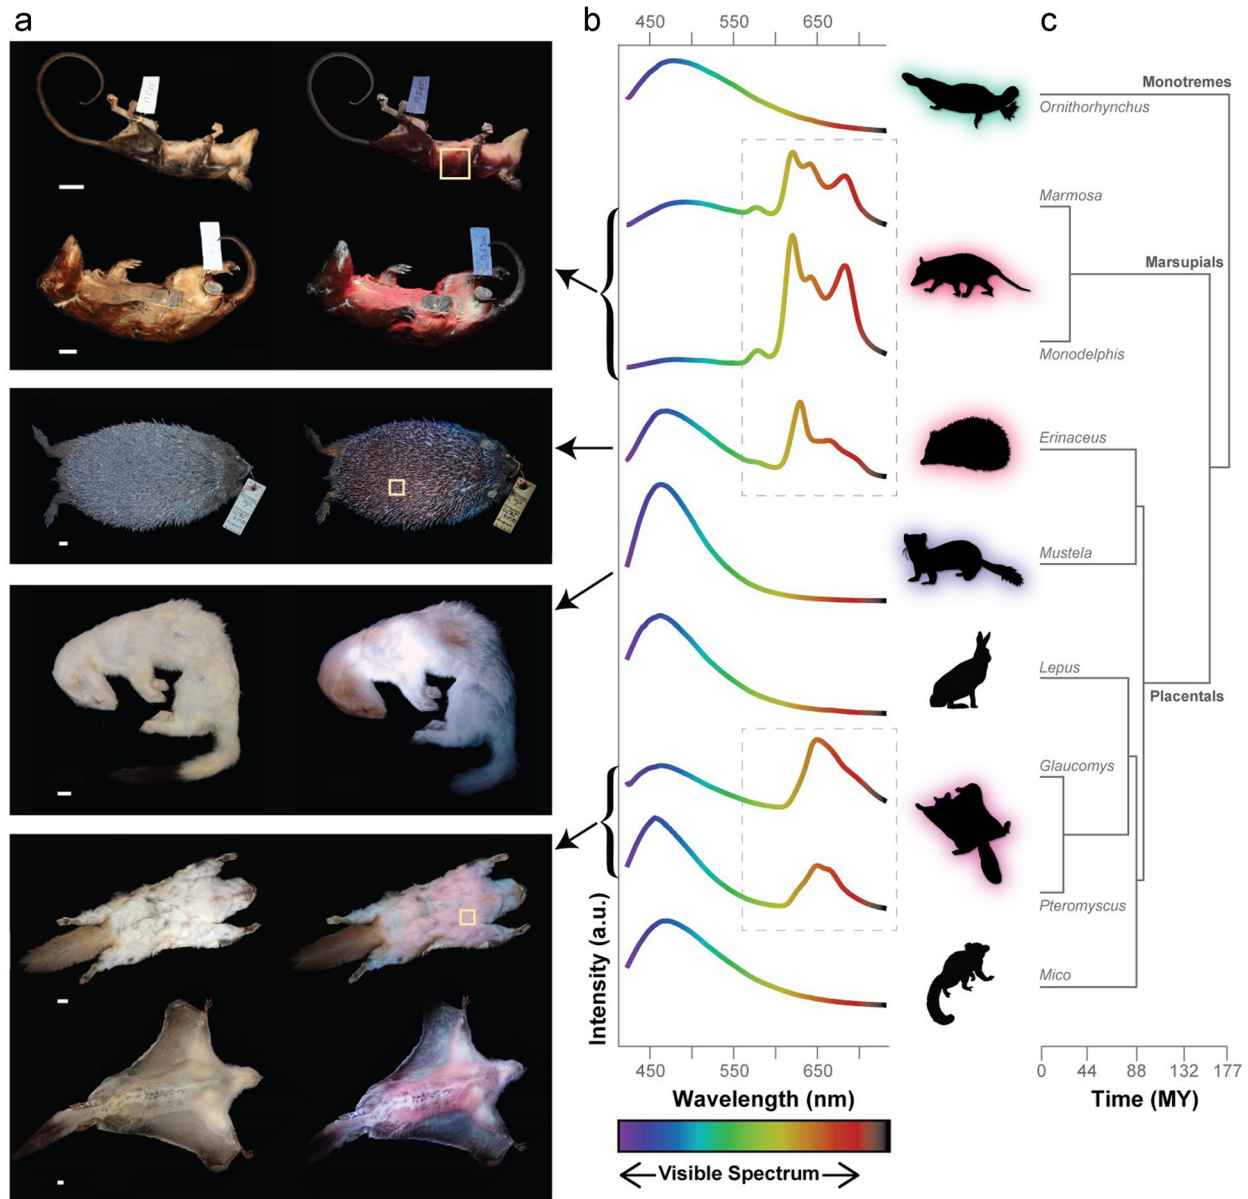 a
b
c
450 550 650
Monotremes
Ornithorhynchus
Marmosa
Marsupials
Monodelphis
Erinaceus
Mustela
Lepus
Placentals
Glaucomys
Pteromyscus
Mico
Intensity (a.u.)
450 550 650
Wavelength (nm)
Visible Spectrum
0 44 88 132 177
Time (MY)